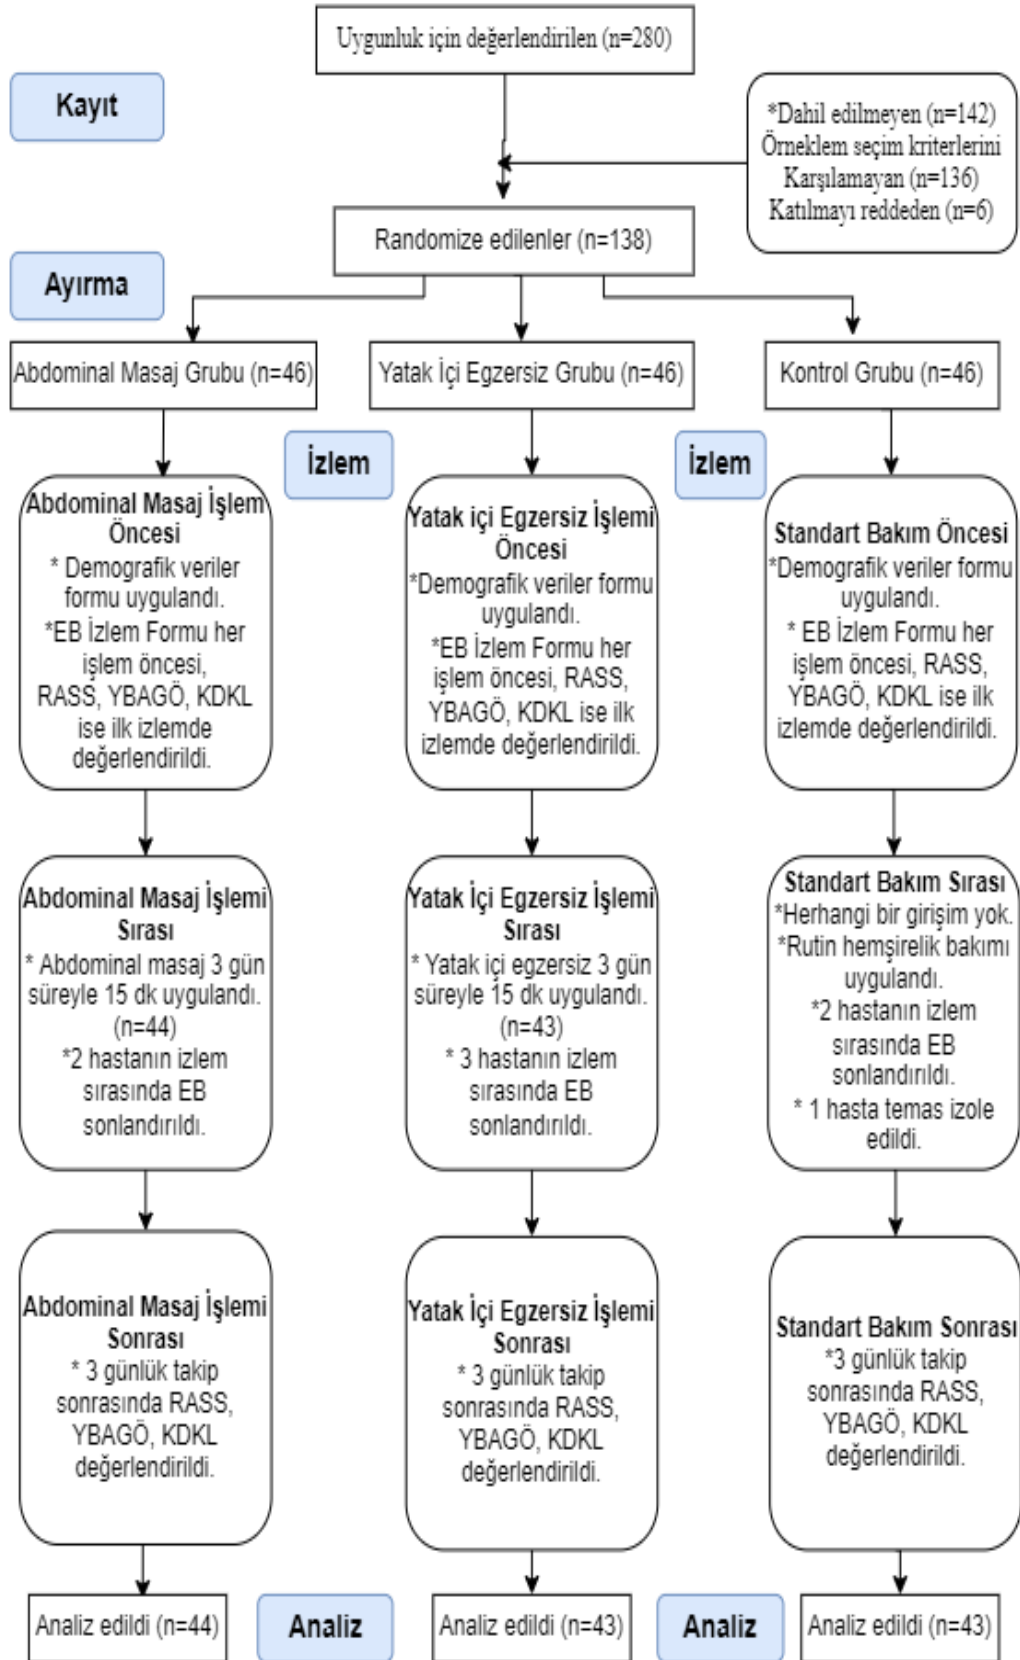 Uygunluk için değerlendirilen (n=280)
Kayıt
*Dahil edilmeyen (n=142)
Örneklem seçim kriterlerini
Karşılamayan (n=136)
Katılmayı reddeden (n=6)
Randomize edilenler (n=138)
Ayırma
Abdominal Masaj Grubu (n=46)
Yatak İçi Egzersiz Grubu (n=46)
Kontrol Grubu (n=46)
İzlem
İzlem
Abdominal Masaj İşlem
Öncesi
* Demografik veriler
formu uygulandı.
*EB İzlem Formu her
işlem öncesi,
RASS, YBAGÖ, KDKL
ise ilk izlemde
değerlendirildi.
Yatak içi Egzersiz İşlemi
Öncesi
*Demografik veriler formu
uygulandı.
*EB İzlem Formu her
işlem öncesi, RASS,
YBAGÖ, KDKL ise ilk
izlemde değerlendirildi.
Standart Bakım Öncesi
*Demografik veriler formu
uygulandı.
* EB İzlem Formu her
işlem öncesi, RASS,
YBAGÖ, KDKL ise ilk
izlemde değerlendirildi.
Abdominal Masaj İşlemi
Sırası
* Abdominal masaj 3 gün
süreyle 15 dk uygulandı.
(n=44)
*2 hastanın izlem
sırasında EB
sonlandırıldı.
Yatak İçi Egzersiz İşlemi
Sırası
* Yatak içi egzersiz 3 gün
süreyle 15 dk uygulandı.
(n=43)
* 3 hastanın izlem
sırasında EB
sonlandırıldı.
Standart Bakım Sırası
*Herhangi bir girişim yok.
*Rutin hemşirelik bakımı
uygulandı.
*2 hastanın izlem
sırasında EB
sonlandırıldı.
* 1 hasta temas izole
edildi.
Abdominal Masaj İşlemi
Sonrası
* 3 günlük takip
sonrasında RASS,
YBAGÖ, KDKL
değerlendirildi.
Yatak İçi Egzersiz İşlemi
Sonrası
* 3 günlük takip
sonrasında RASS,
YBAGÖ, KDKL
değerlendirildi.
Standart Bakım Sonrası
*3 günlük takip
sonrasında RASS,
YBAGÖ, KDKL
değerlendirildi.
Analiz edildi (n=44)
Analiz
Analiz edildi (n=43)
Analiz
Analiz edildi (n=43)